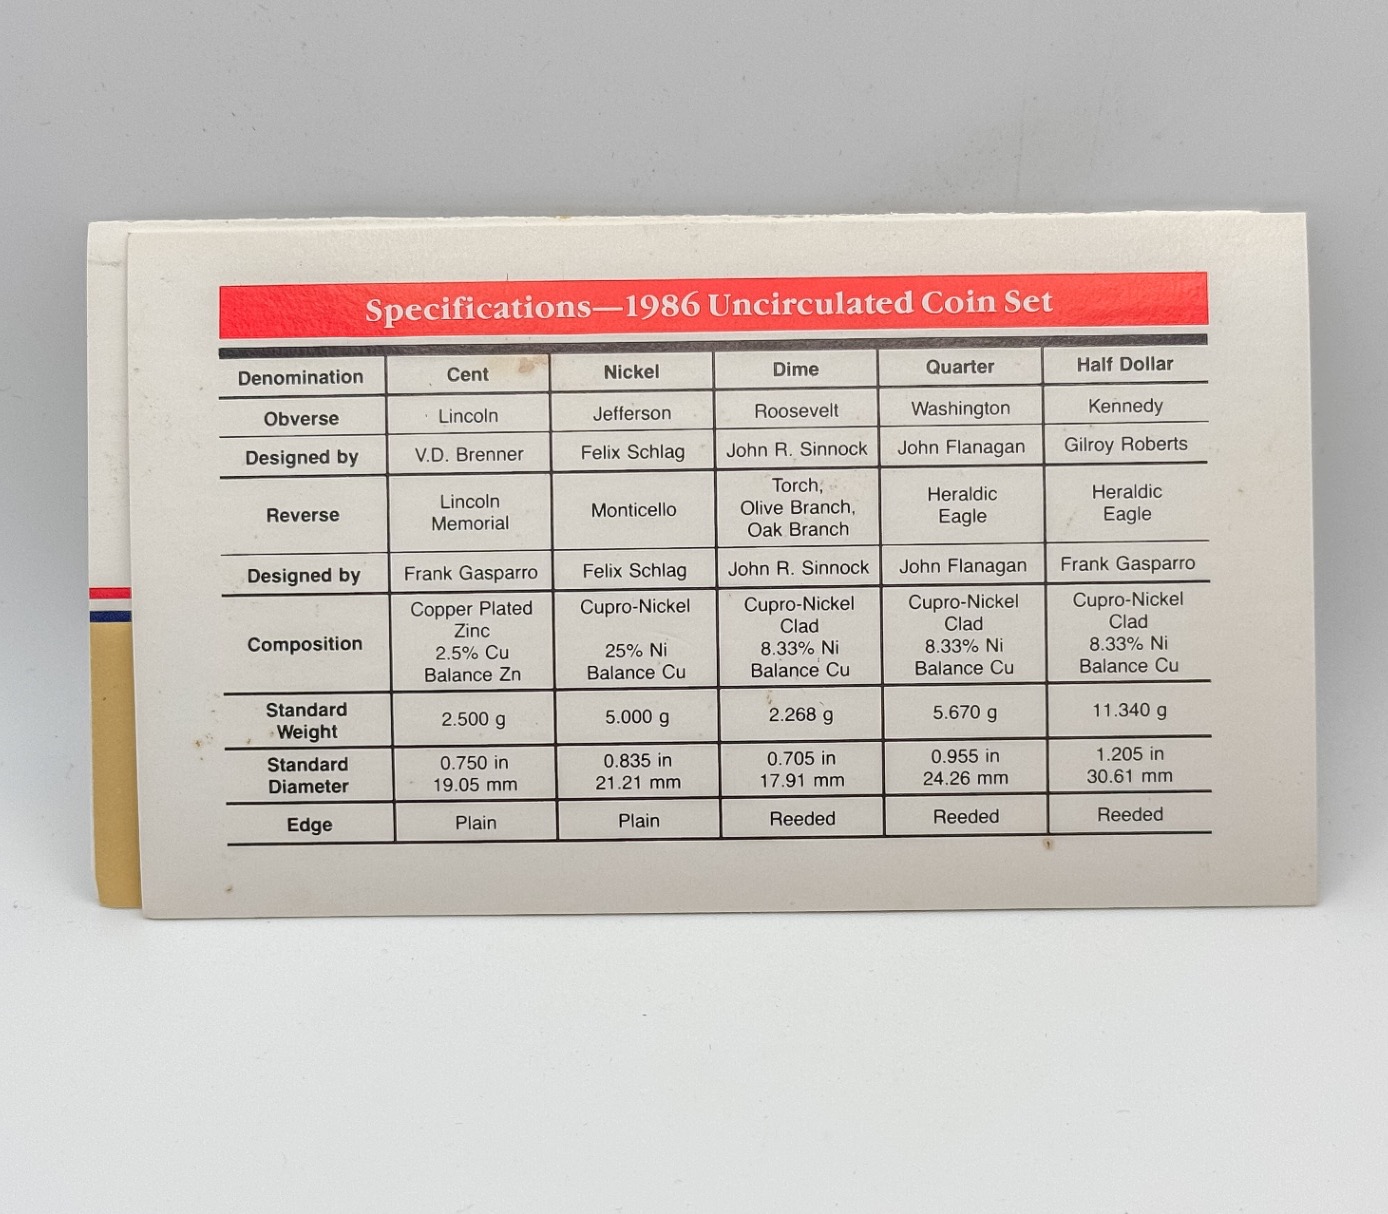 Specifications—1986 Uncirculated Coin Set
Denomination Cent Nickel Dime Quarter Half Dollar
Obverse Lincoln Jefferson Roosevelt Washington Kennedy
Designed by V.D. Brenner Felix Schlag John R. Sinnock John Flanagan Gilroy Roberts
Reverse Lincoln Memorial Monticello Torch, Olive Branch, Oak Branch Heraldic Eagle Heraldic Eagle
Designed by Frank Gasparro Felix Schlag John R. Sinnock John Flanagan Frank Gasparro
Composition Copper Plated Zinc 2.5% Cu Balance Zn Cupro-Nickel 25% Ni Balance Cu Cupro-Nickel Clad 8.33% Ni Balance Cu Cupro-Nickel Clad 8.33% Ni Balance Cu Cupro-Nickel Clad 8.33% Ni Balance Cu
Standard Weight 2.500 g 5.000 g 2.268 g 5.670 g 11.340 g
Standard Diameter 0.750 in 19.05 mm 0.835 in 21.21 mm 0.705 in 17.91 mm 0.955 in 24.26 mm 1.205 in 30.61 mm
Edge Plain Plain Reeded Reeded Reeded